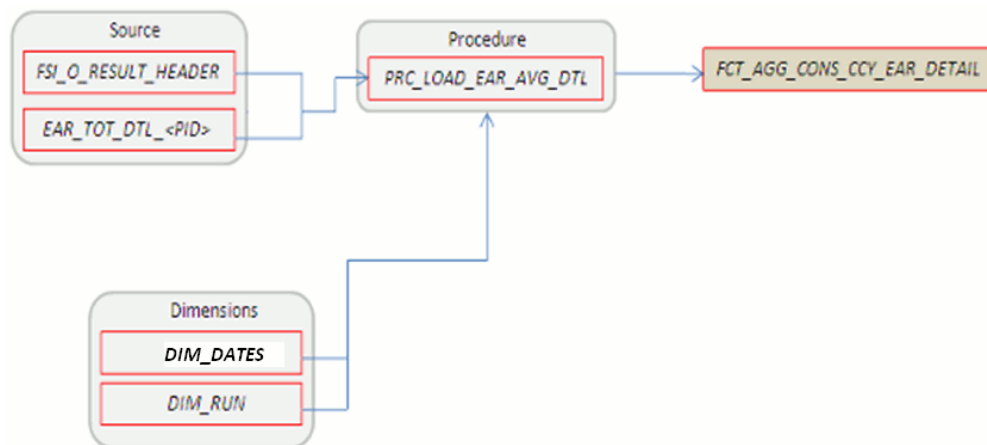 Source
FSI_O_RESULT_HEADER
EAR_TOT_DTL_<PID>
Procedure
PRC_LOAD_EAR_AVG_DTL
FCT_AGG_CONS_CCY_EAR_DETAIL
Dimensions
DIM_DATES
DIM_RUN